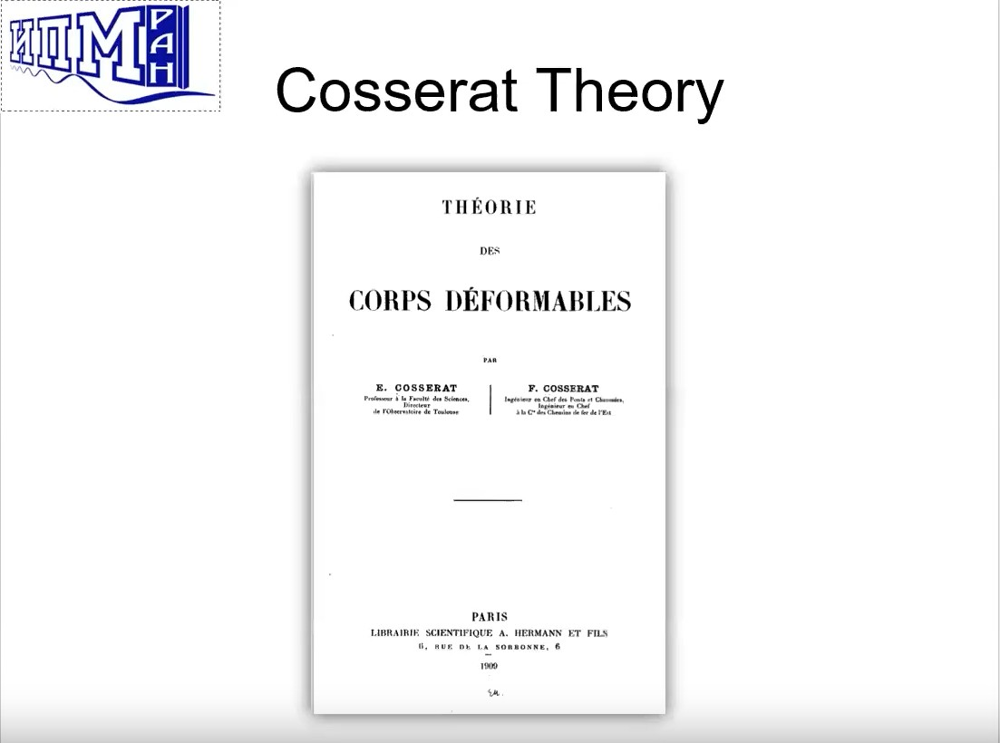 ИПМ
РАН
Cosserat Theory
THÉORIE
DES
CORPS DÉFORMABLES
PAR
E. COSSERAT
Professeur à la Faculté des Sciences,
Directeur
de l'Observatoire de Toulouse
F. COSSERAT
Ingénieur en Chef des Ponts et Chaussées,
Ingénieur en Chef
à la Cie des Chemins de fer de l'Est
PARIS
LIBRAIRIE SCIENTIFIQUE A. HERMANN ET FILS
6, RUE DE LA SORBONNE, 6
1909